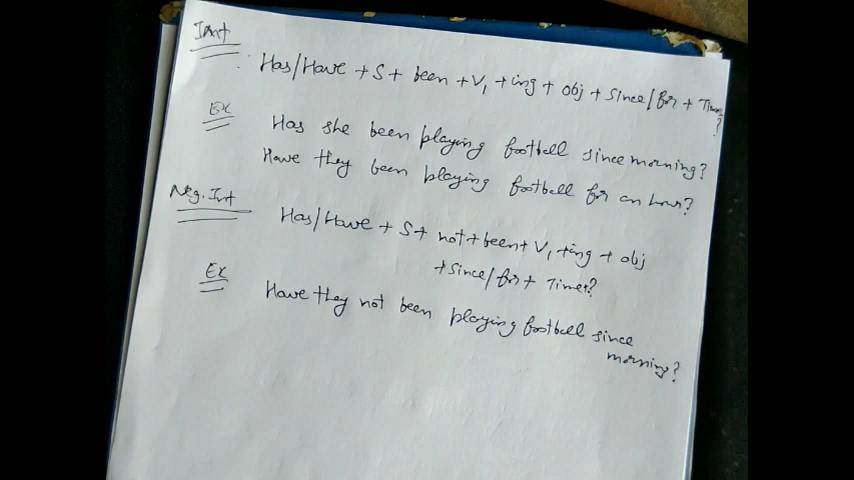 Int
Has/Have + S + been + V1 + ing + obj + since/for + Time
?
Ex
Has she been playing football since morning?
Have they been playing football for an hour?
Neg. Int
Has/Have + S + not + been + V1 + ing + obj
+ since/for + Time?
Ex
Have they not been playing football since
morning?